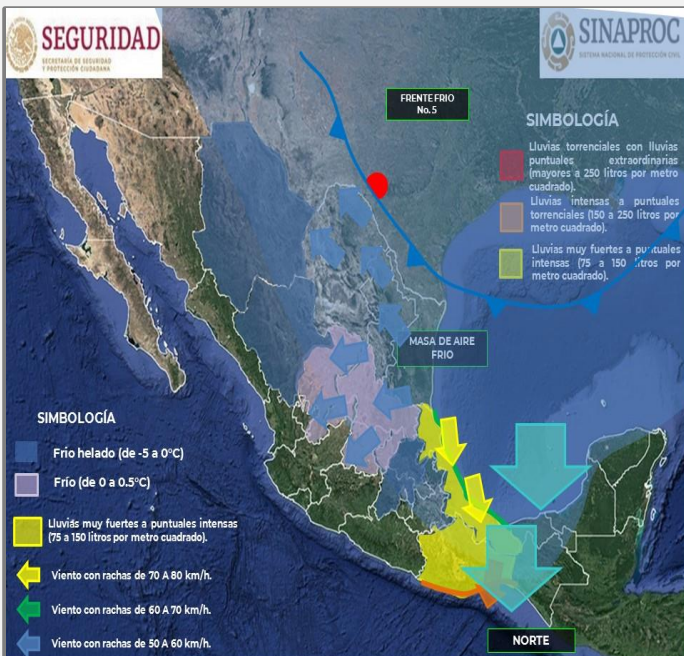 SEGURIDAD
SECRETARÍA DE SEGURIDAD
Y PROTECCIÓN CIUDADANA
SINAPROC
SISTEMA NACIONAL DE PROTECCIÓN CIVIL
FRENTE FRIO
No. 5
SIMBOLOGÍA
Lluvias torrenciales con lluvias
puntuales extraordinarias
(mayores a 250 litros por metro
cuadrado).
Lluvias intensas a puntuales
torrenciales (150 a 250 litros por
metro cuadrado).
Lluvias muy fuertes a puntuales
intensas (75 a 150 litros por
metro cuadrado).
MASA DE AIRE
FRIO
SIMBOLOGÍA
Frio helado (de -5 a 0°C)
Frío (de 0 a 0.5°C)
Lluvias muy fuertes a puntuales intensas
(75 a 150 litros por metro cuadrado).
Viento con rachas de 70 A 80 km/h.
Viento con rachas de 60 A 70 km/h.
Viento con rachas de 50 A 60 km/h.
NORTE